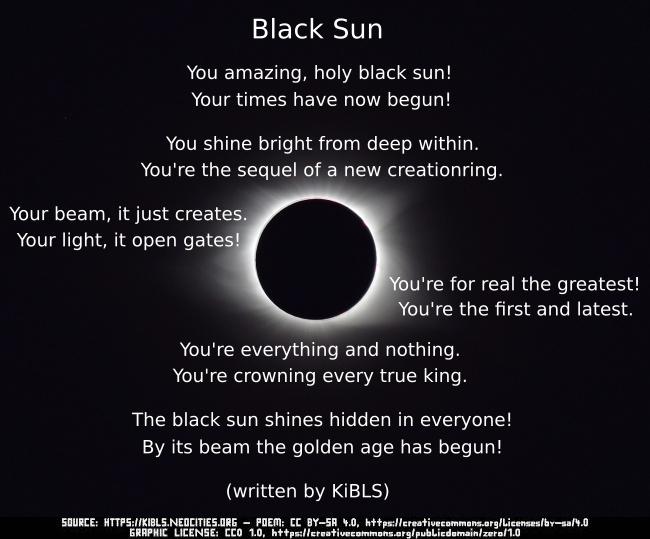 Black Sun
You amazing, holy black sun!
Your times have now begun!
You shine bright from deep within.
You're the sequel of a new creationring.
Your beam, it just creates.
Your light, it open gates!
You're for real the greatest!
You're the first and latest.
You're everything and nothing.
You're crowning every true king.
The black sun shines hidden in everyone!
By its beam the golden age has begun!
(written by KiBLS)
SOURCE: HTTPS://KIBLS.NEOCITIES.ORG – POEM: CC BY-SA 4.0, https://creativecommons.org/licenses/by-sa/4.0
GRAPHIC LICENSE: CC0 1.0, https://creativecommons.org/publicdomain/zero/1.0